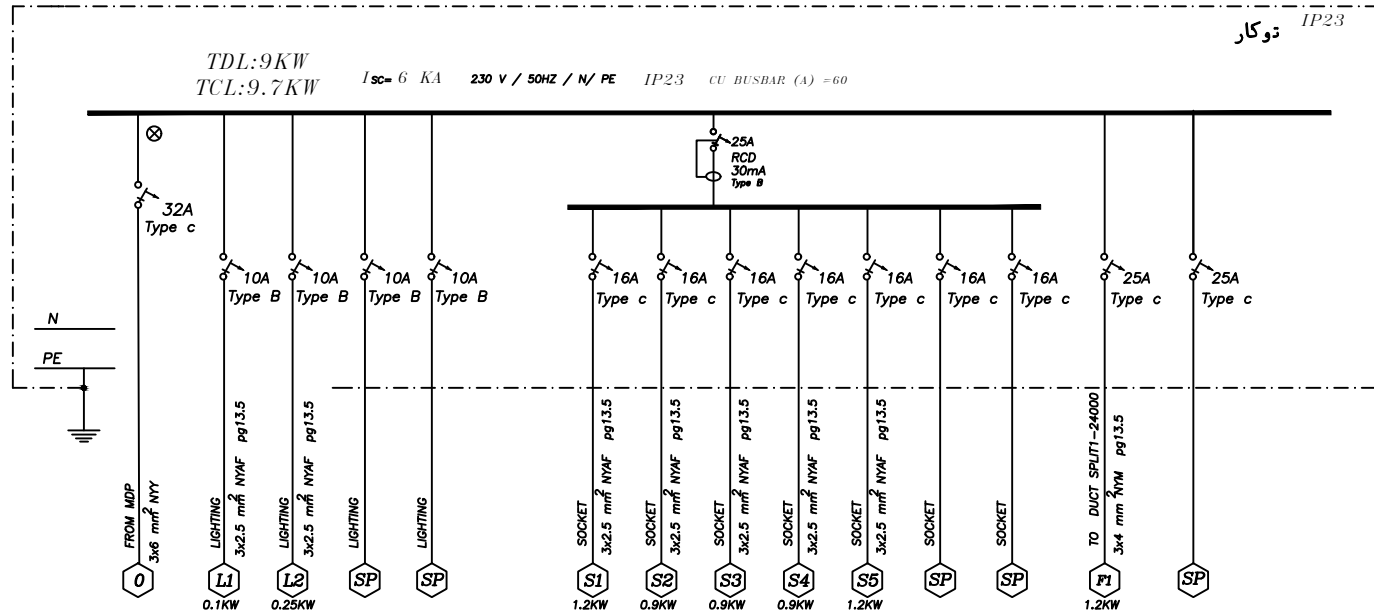 IP23
توکار
TDL:9KW
TCL:9.7KW
Isc= 6 KA
230 V / 50HZ / N/ PE
IP23
CU BUSBAR (A) =60
25A
RCD
30mA
Type B
32A
Type c
10A
Type B
10A
Type B
10A
Type B
10A
Type B
16A
Type c
16A
Type c
16A
Type c
16A
Type c
16A
Type c
16A
Type c
16A
Type c
25A
Type c
25A
Type c
N
PE
FROM MDP
3x6 mm² NYY
LIGHTING
3x2.5 mm² NYAF pg13.5
LIGHTING
3x2.5 mm² NYAF pg13.5
LIGHTING
LIGHTING
SOCKET
3x2.5 mm² NYAF pg13.5
SOCKET
3x2.5 mm² NYAF pg13.5
SOCKET
3x2.5 mm² NYAF pg13.5
SOCKET
3x2.5 mm² NYAF pg13.5
SOCKET
3x2.5 mm² NYAF pg13.5
SOCKET
SOCKET
TO DUCT SPLIT1-24000
3x4 mm² NYM pg13.5
0
L1
L2
SP
SP
S1
S2
S3
S4
S5
SP
SP
F1
SP
0.1KW
0.25KW
1.2KW
0.9KW
0.9KW
0.9KW
1.2KW
1.2KW